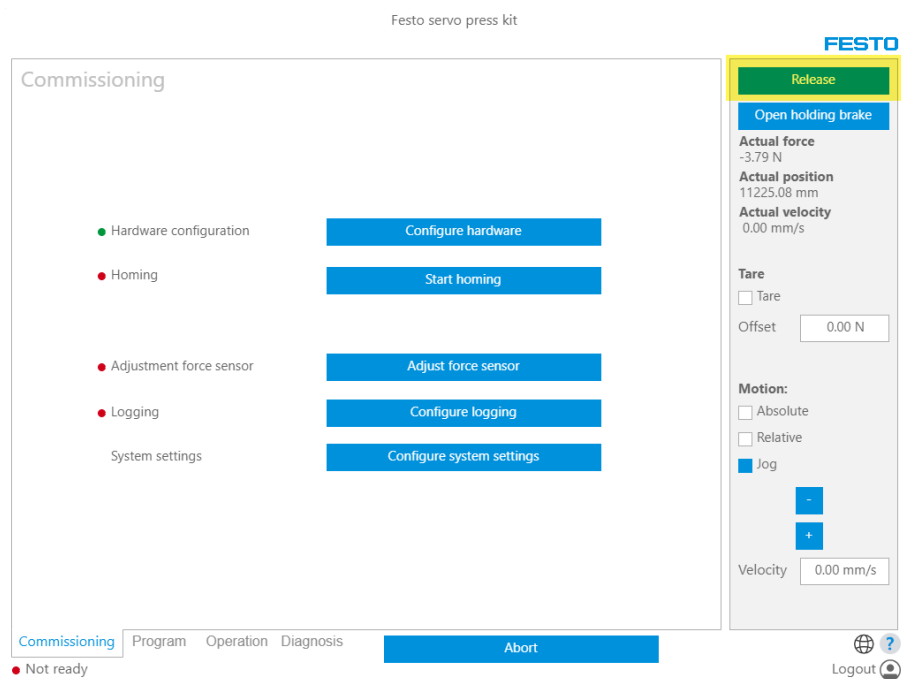 Festo servo press kit
FESTO
Commissioning
Hardware configuration
Configure hardware
Homing
Start homing
Adjustment force sensor
Adjust force sensor
Logging
Configure logging
System settings
Configure system settings
Release
Open holding brake
Actual force
-3.79 N
Actual position
11225.08 mm
Actual velocity
0.00 mm/s
Tare
Tare
Offset 0.00 N
Motion:
Absolute
Relative
Jog
-
+
Velocity 0.00 mm/s
Commissioning Program Operation Diagnosis
Abort
?
Not ready
Logout